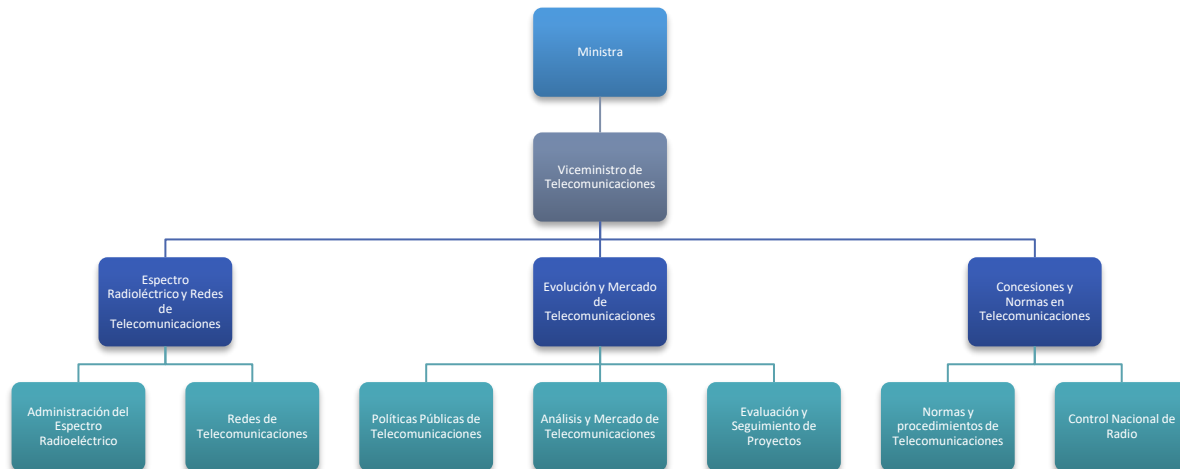 Ministra
Viceministro de
Telecomunicaciones
Espectro
Radioléctrico y Redes
de
Telecomunicaciones
Evolución y Mercado
de
Telecomunicaciones
Concesiones y
Normas en
Telecomunicaciones
Administración del
Espectro
Radioeléctrico
Redes de
Telecomunicaciones
Políticas Públicas de
Telecomunicaciones
Análisis y Mercado de
Telecomunicaciones
Evaluación y
Seguimiento de
Proyectos
Normas y
procedimientos de
Telecomunicaciones
Control Nacional de
Radio